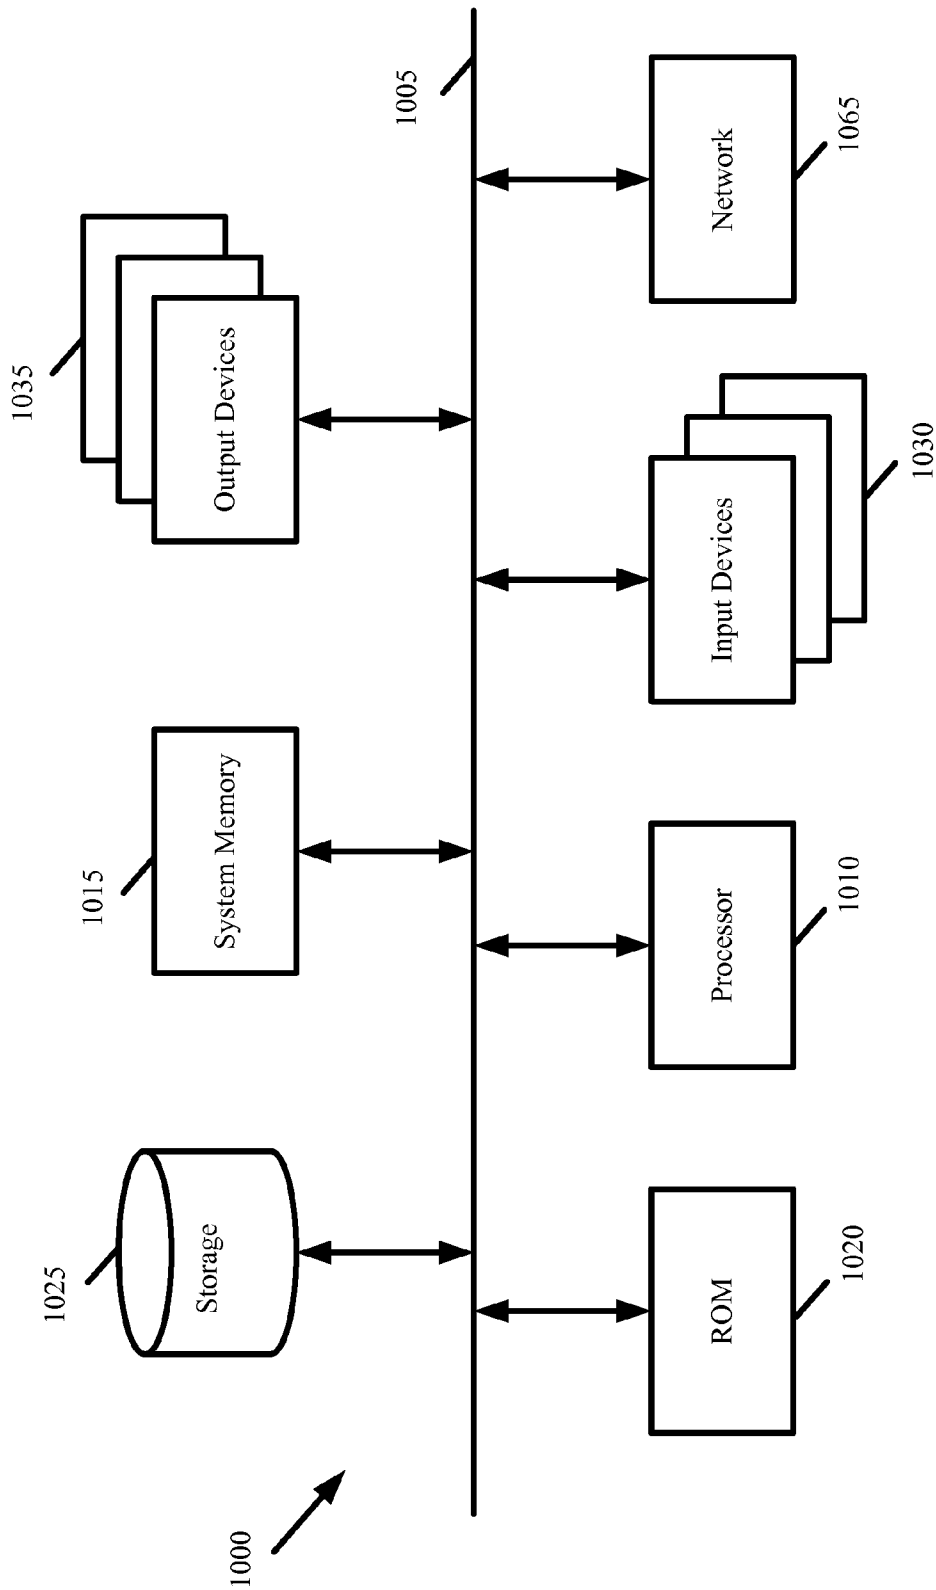 1000
1025
Storage
1015
System Memory
1035
Output Devices
1005
ROM
1020
Processor
1010
Input Devices
1030
Network
1065